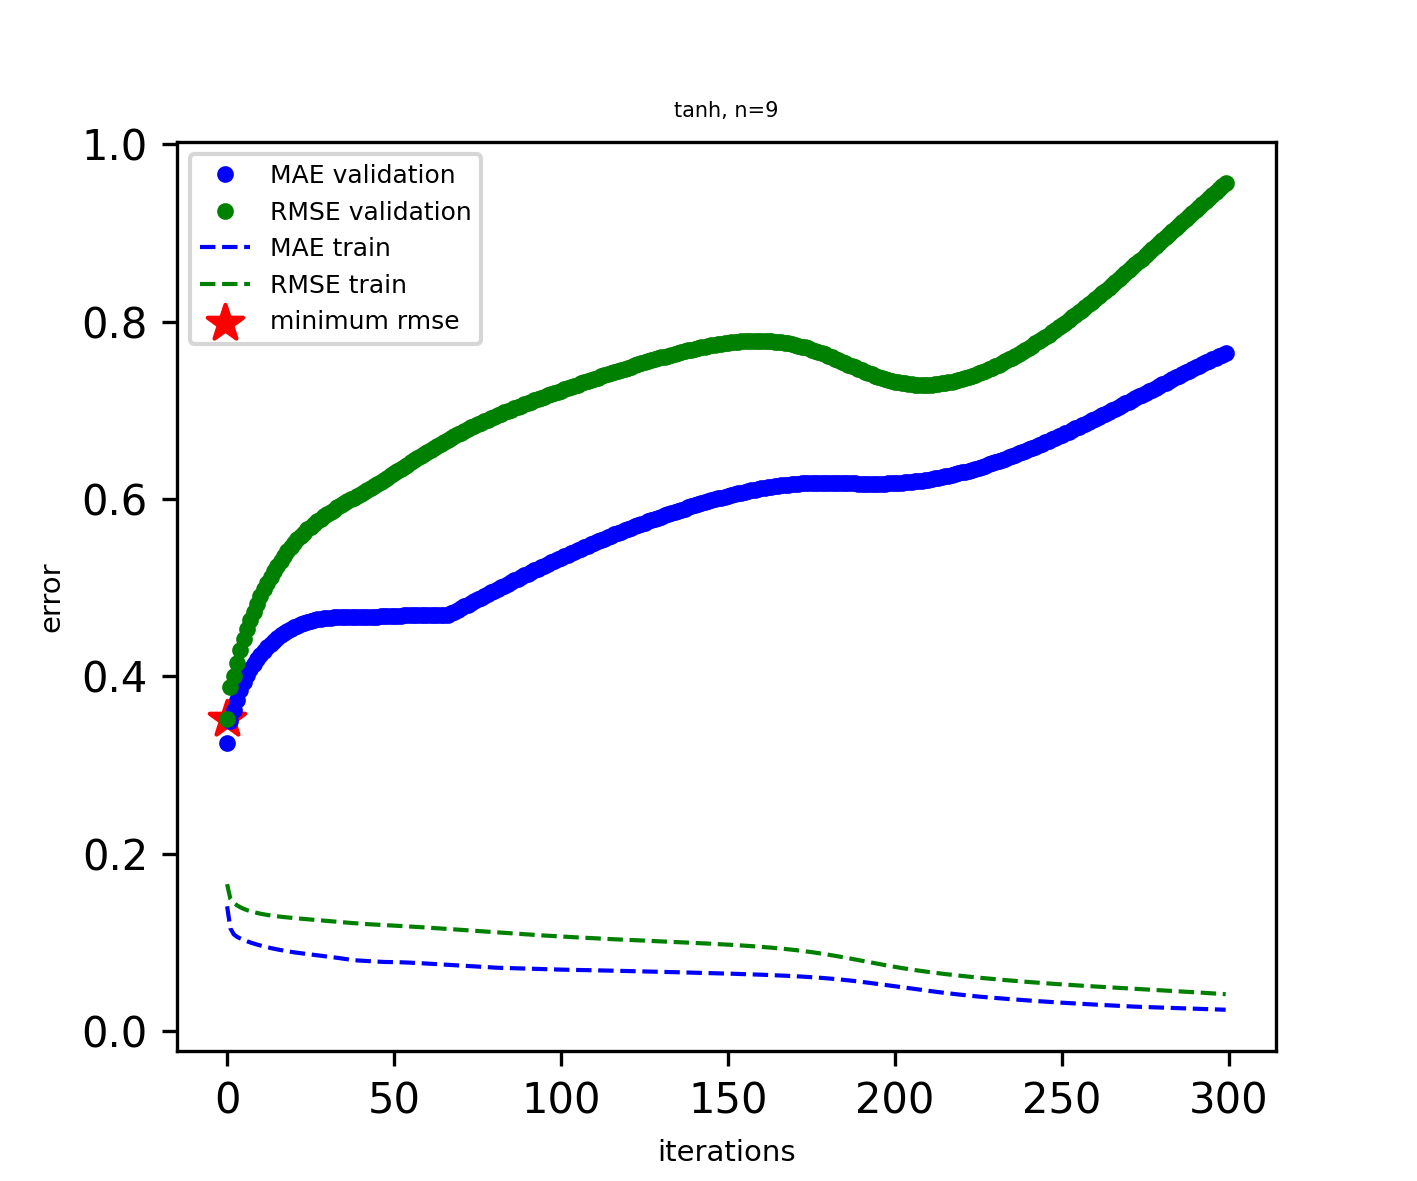 tanh, n=9
1.0
0.8
0.6
0.4
0.2
0.0
error
MAE validation
RMSE validation
MAE train
RMSE train
minimum rmse
0 50 100 150 200 250 300
iterations